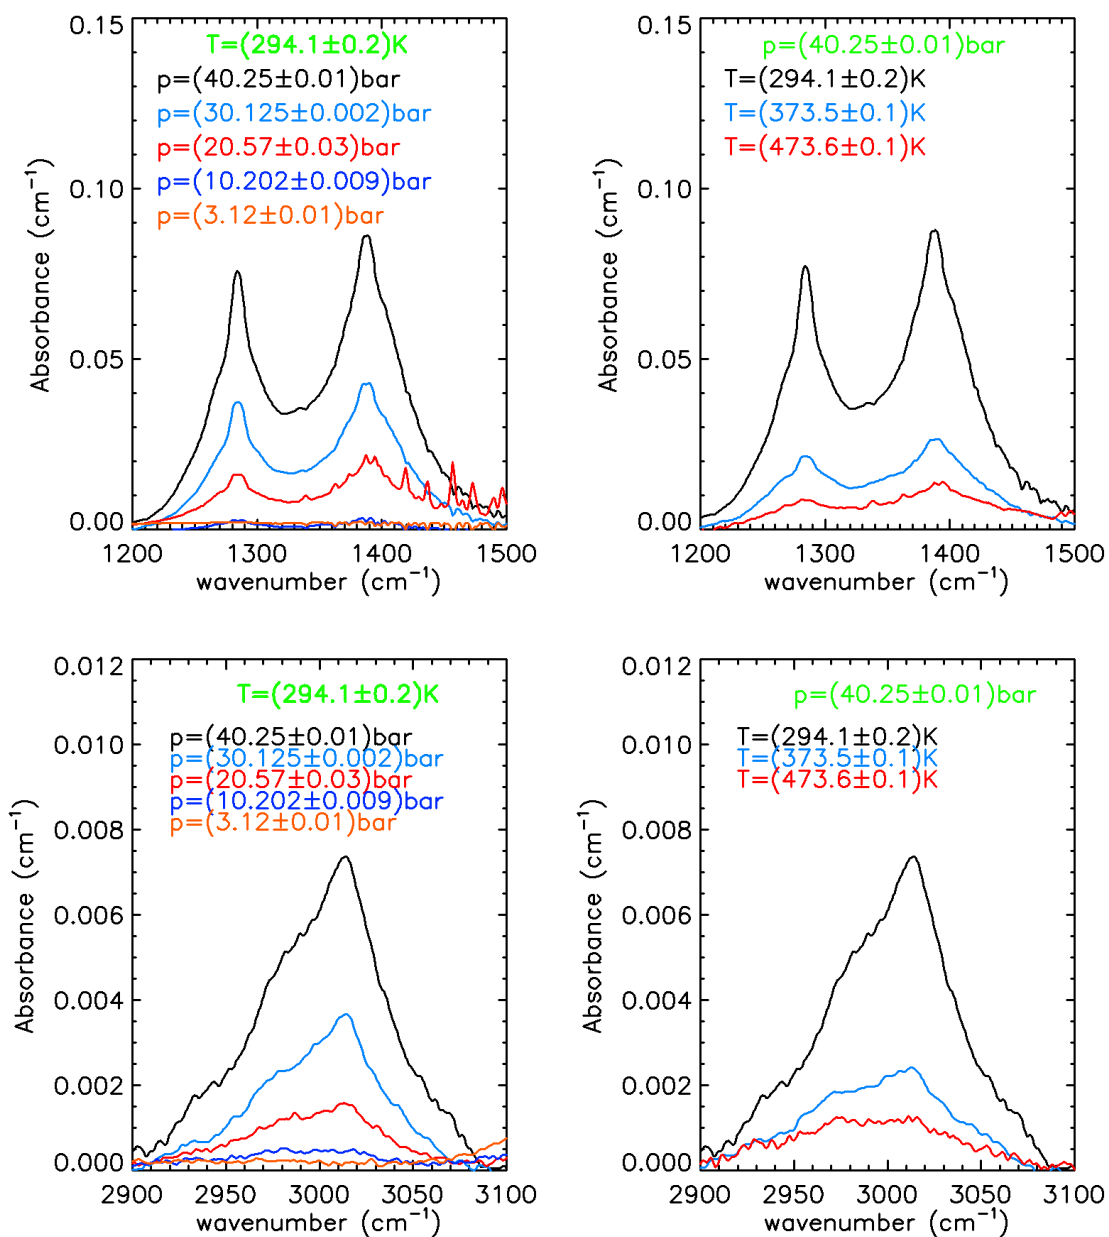 T=(294.1±0.2)K
p=(40.25±0.01)bar
p=(30.125±0.002)bar
p=(20.57±0.03)bar
p=(10.202±0.009)bar
p=(3.12±0.01)bar
0.15
0.10
0.05
0.00
Absorbance (cm⁻¹)
1200 1300 1400 1500
wavenumber (cm⁻¹)
p=(40.25±0.01)bar
T=(294.1±0.2)K
T=(373.5±0.1)K
T=(473.6±0.1)K
0.15
0.10
0.05
0.00
Absorbance (cm⁻¹)
1200 1300 1400 1500
wavenumber (cm⁻¹)
T=(294.1±0.2)K
p=(40.25±0.01)bar
p=(30.125±0.002)bar
p=(20.57±0.03)bar
p=(10.202±0.009)bar
p=(3.12±0.01)bar
0.012
0.010
0.008
0.006
0.004
0.002
0.000
Absorbance (cm⁻¹)
2900 2950 3000 3050 3100
wavenumber (cm⁻¹)
p=(40.25±0.01)bar
T=(294.1±0.2)K
T=(373.5±0.1)K
T=(473.6±0.1)K
0.012
0.010
0.008
0.006
0.004
0.002
0.000
Absorbance (cm⁻¹)
2900 2950 3000 3050 3100
wavenumber (cm⁻¹)